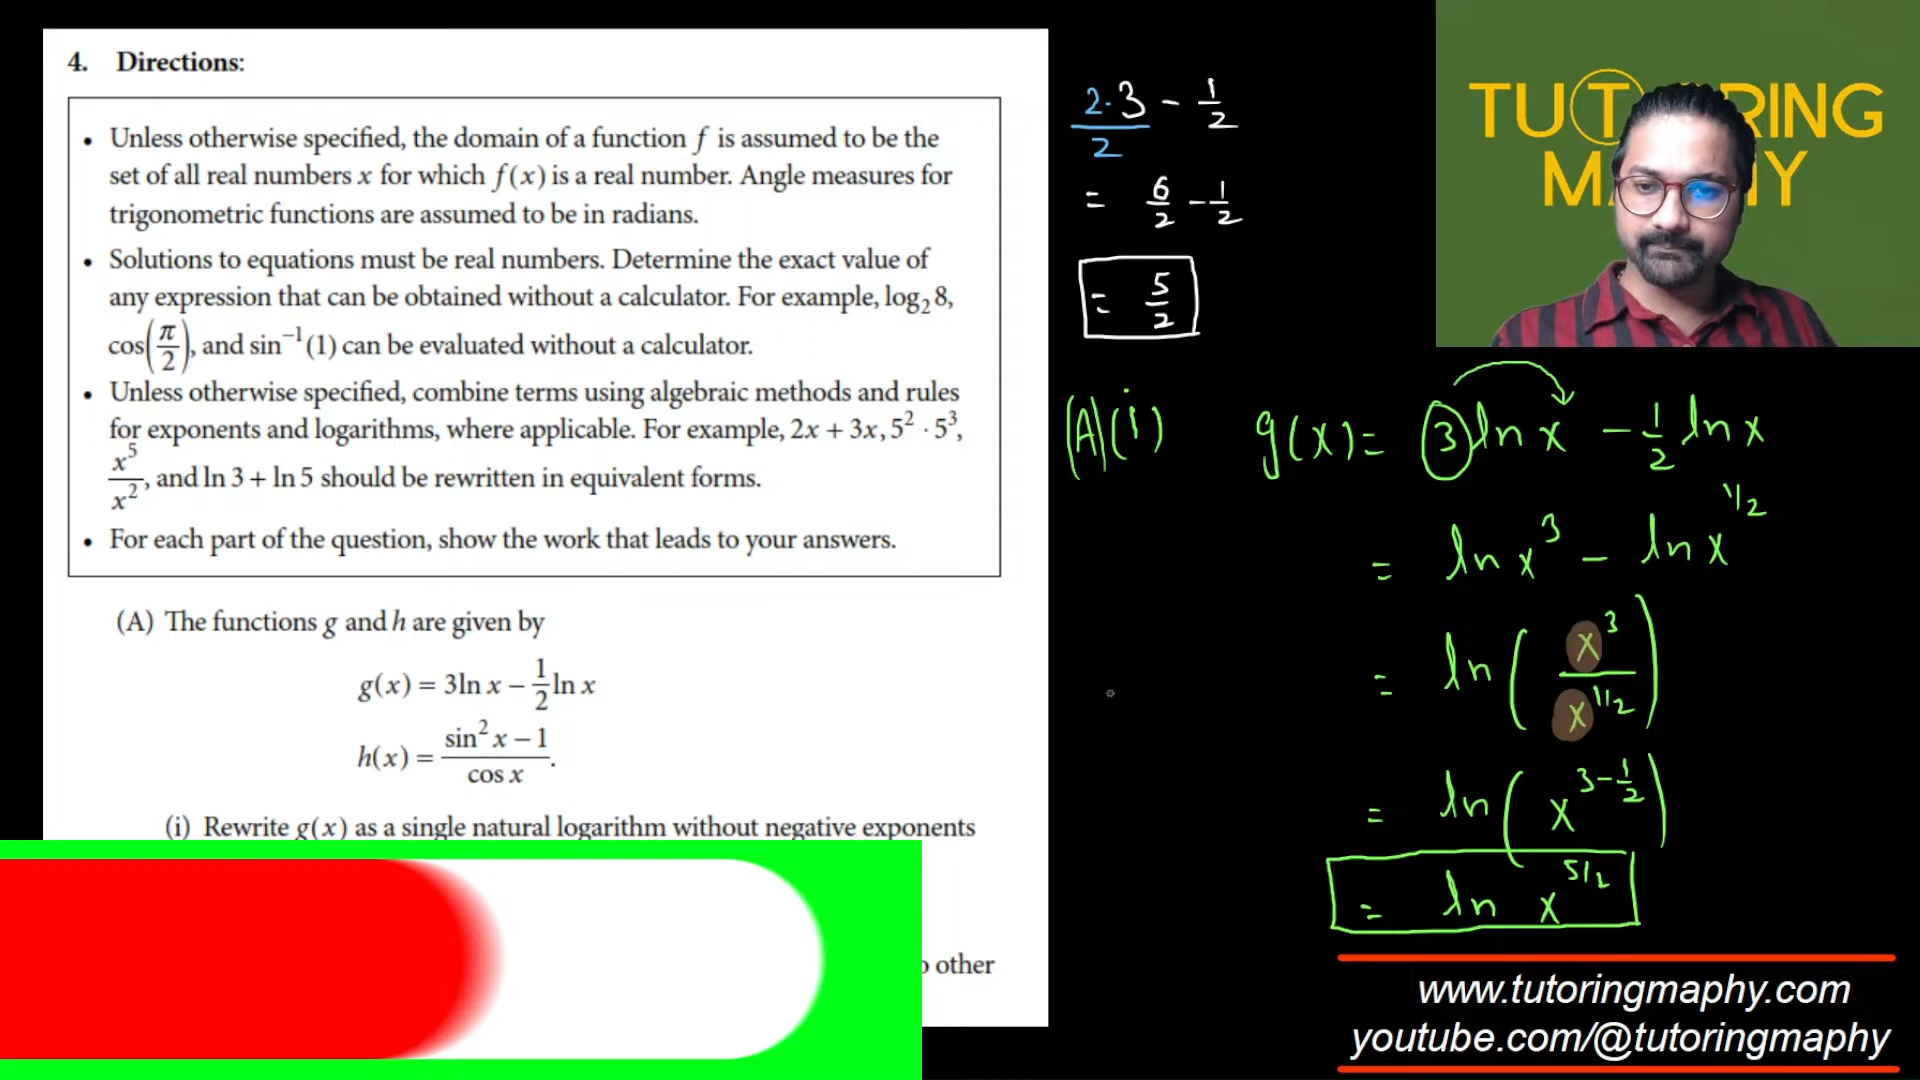 4. Directions:
• Unless otherwise specified, the domain of a function f is assumed to be the
set of all real numbers x for which f(x) is a real number. Angle measures for
trigonometric functions are assumed to be in radians.
• Solutions to equations must be real numbers. Determine the exact value of
any expression that can be obtained without a calculator. For example, log₂ 8,
cos(π/2), and sin⁻¹(1) can be evaluated without a calculator.
• Unless otherwise specified, combine terms using algebraic methods and rules
for exponents and logarithms, where applicable. For example, 2x + 3x, 5² · 5³,
x⁵/x², and ln 3 + ln 5 should be rewritten in equivalent forms.
• For each part of the question, show the work that leads to your answers.
(A) The functions g and h are given by
g(x) = 3ln x – 1/2 ln x
h(x) = (sin² x – 1)/cos x.
(i) Rewrite g(x) as a single natural logarithm without negative exponents
other
2·3/2 - 1/2
= 6/2 - 1/2
= 5/2
TUTORING
MAPHY
(A)(i) g(x) = 3 ln x - 1/2 ln x
= ln x³ - ln x^1/2
= ln (x³/x^1/2)
= ln (x^3-1/2)
= ln x^5/2
www.tutoringmaphy.com
youtube.com/@tutoringmaphy